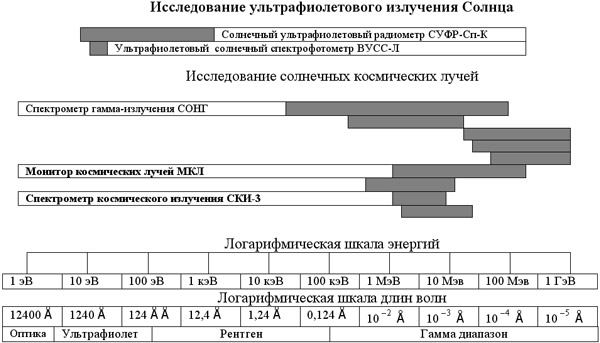 Исследование ультрафиолетового излучения Солнца
Солнечный ультрафиолетовый радиометр СУФР-Сп-К
Ультрафиолетовый солнечный спектрофотометр ВУСС-Л
Исследование солнечных космических лучей
Спектрометр гамма-излучения СОНГ
Монитор космических лучей МКЛ
Спектрометр космического излучения СКИ-3
Логарифмическая шкала энергий
1 эВ 10 эВ 100 эВ 1 кэВ 10 кэВ 100 кэВ 1 МэВ 10 Мэв 100 Мэв 1 ГэВ
Логарифмическая шкала длин волн
12400 Å 1240 Å 124 ÅÅ 12,4 Å 1,24 Å 0,124 Å 10⁻² Å 10⁻³ Å 10⁻⁴ Å 10⁻⁵ Å
Оптика Ультрафиолет Рентген Гамма диапазон